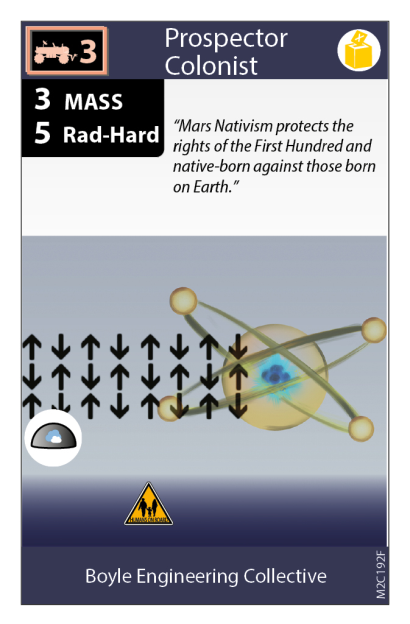 ν 3
Prospector
Colonist
3 MASS
5 Rad-Hard
“Mars Nativism protects the
rights of the First Hundred and
native-born against those born
on Earth.”
Boyle Engineering Collective
M2C192F